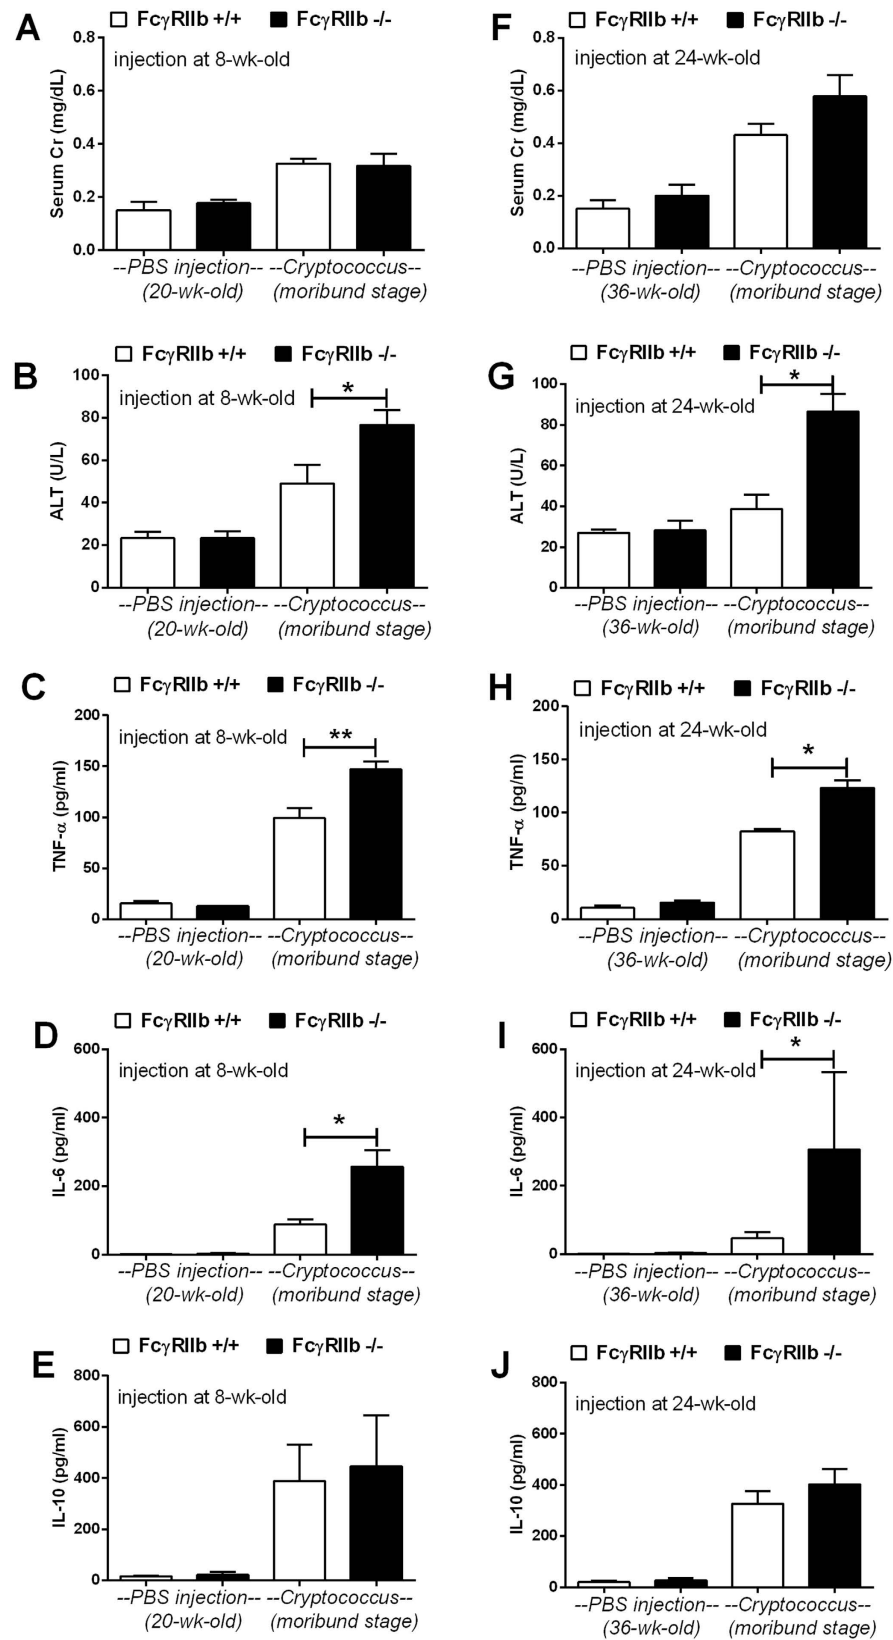 A
FcγRIIb +/+ FcγRIIb -/-
injection at 8-wk-old
Serum Cr (mg/dL)
0.8
0.6
0.4
0.2
0.0
--PBS injection-- --Cryptococcus--
(20-wk-old) (moribund stage)
B
FcγRIIb +/+ FcγRIIb -/-
injection at 8-wk-old
*
ALT (U/L)
100
80
60
40
20
0
--PBS injection-- --Cryptococcus--
(20-wk-old) (moribund stage)
C
FcγRIIb +/+ FcγRIIb -/-
injection at 8-wk-old
**
TNF-α (pg/ml)
200
150
100
50
0
--PBS injection-- --Cryptococcus--
(20-wk-old) (moribund stage)
D
FcγRIIb +/+ FcγRIIb -/-
injection at 8-wk-old
*
IL-6 (pg/ml)
600
400
200
0
--PBS injection-- --Cryptococcus--
(20-wk-old) (moribund stage)
E
FcγRIIb +/+ FcγRIIb -/-
injection at 8-wk-old
IL-10 (pg/ml)
800
600
400
200
0
--PBS injection-- --Cryptococcus--
(20-wk-old) (moribund stage)
F
FcγRIIb +/+ FcγRIIb -/-
injection at 24-wk-old
Serum Cr (mg/dL)
0.8
0.6
0.4
0.2
0.0
--PBS injection-- --Cryptococcus--
(36-wk-old) (moribund stage)
G
FcγRIIb +/+ FcγRIIb -/-
injection at 24-wk-old
*
ALT (U/L)
100
80
60
40
20
0
--PBS injection-- --Cryptococcus--
(36-wk-old) (moribund stage)
H
FcγRIIb +/+ FcγRIIb -/-
injection at 24-wk-old
*
TNF-α (pg/ml)
200
150
100
50
0
--PBS injection-- --Cryptococcus--
(36-wk-old) (moribund stage)
I
FcγRIIb +/+ FcγRIIb -/-
injection at 24-wk-old
*
IL-6 (pg/ml)
600
400
200
0
--PBS injection-- --Cryptococcus--
(36-wk-old) (moribund stage)
J
FcγRIIb +/+ FcγRIIb -/-
injection at 24-wk-old
IL-10 (pg/ml)
800
600
400
200
0
--PBS injection-- --Cryptococcus--
(36-wk-old) (moribund stage)